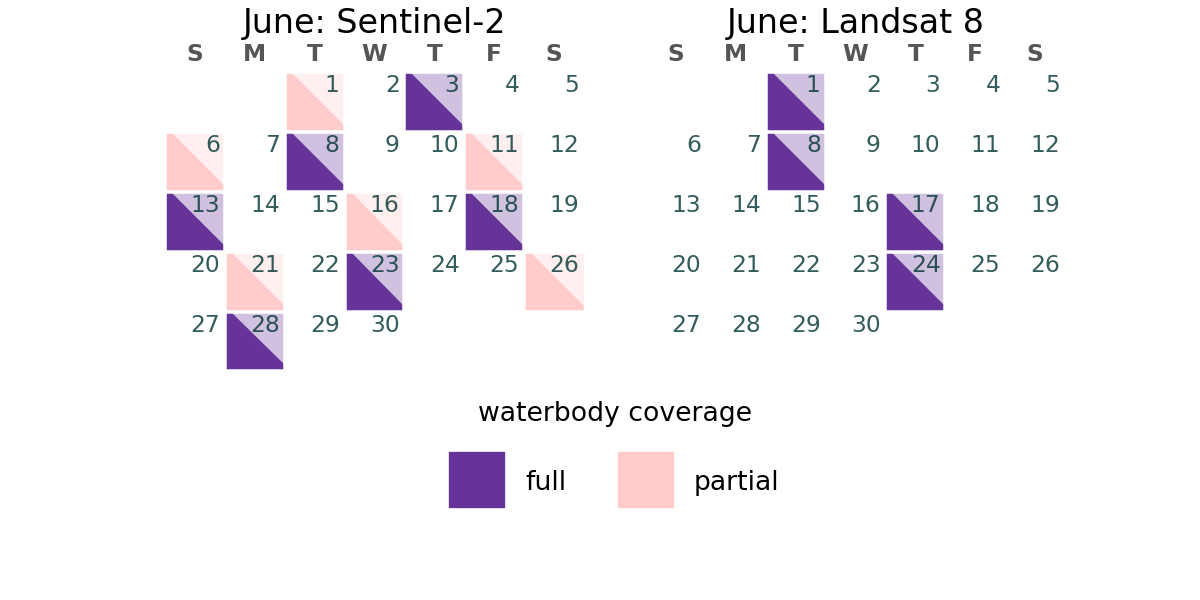 June: Sentinel-2
S M T W T F S
1 2 3 4 5
6 7 8 9 10 11 12
13 14 15 16 17 18 19
20 21 22 23 24 25 26
27 28 29 30
June: Landsat 8
S M T W T F S
1 2 3 4 5
6 7 8 9 10 11 12
13 14 15 16 17 18 19
20 21 22 23 24 25 26
27 28 29 30
waterbody coverage
full partial